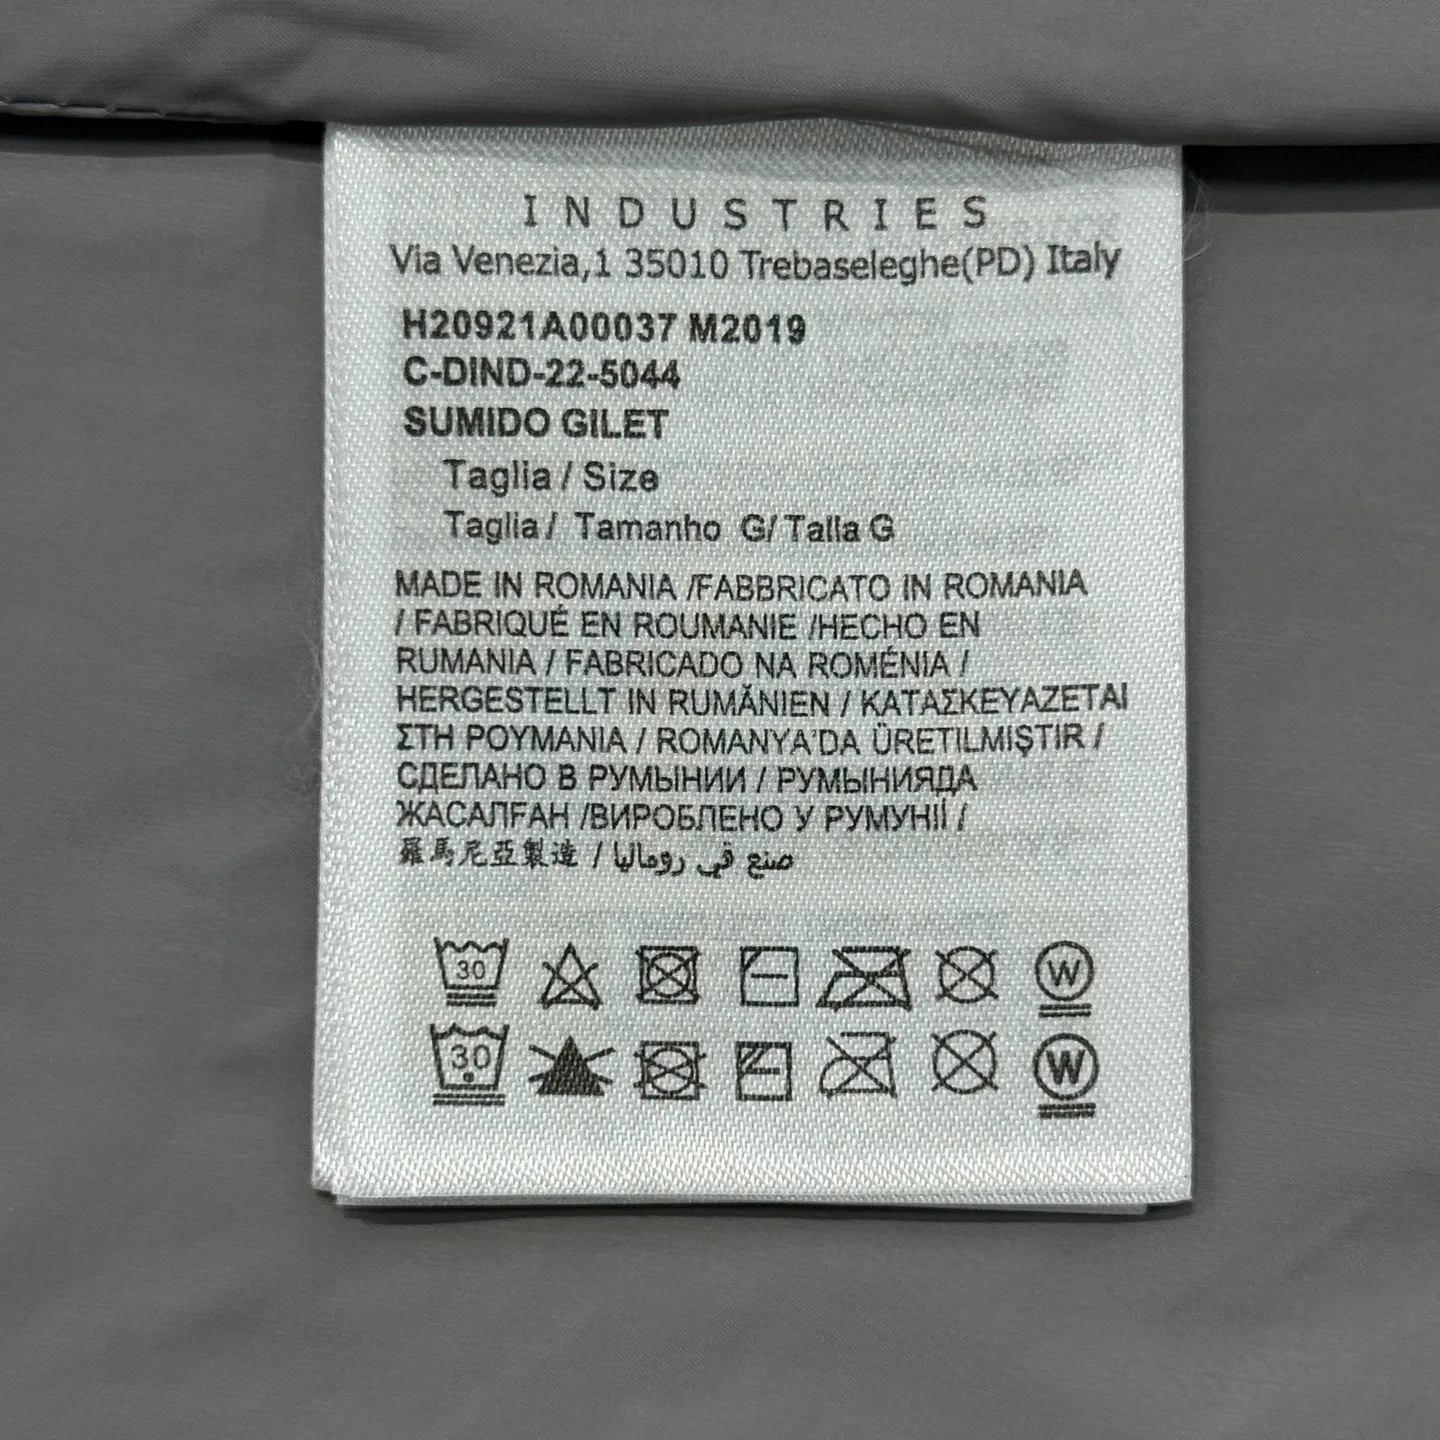 INDUSTRIES
Via Venezia,1 35010 Trebaseleghe(PD) Italy
H20921A00037 M2019
C-DIND-22-5044
SUMIDO GILET
Taglia / Size
Taglia / Tamanho G/ Talla G
MADE IN ROMANIA /FABBRICATO IN ROMANIA
/ FABRIQUÉ EN ROUMANIE /HECHO EN
RUMANIA / FABRICADO NA ROMÉNIA /
HERGESTELLT IN RUMĂNIEN / ΚΑΤΑΣΚΕΥΑΖΕΤΑΙ
ΣΤΗ ΡΟΥΜΑΝΙΑ / ROMANYA'DA ÜRETILMIŞTIR /
СДЕЛАНО В РУМЫНИИ / РУМЫНИЯДА
ЖАСАЛҒАН /ВИРОБЛЕНО У РУМУНІЇ /
羅馬尼亞製造 / صنع في رومانيا
30 W
30 W